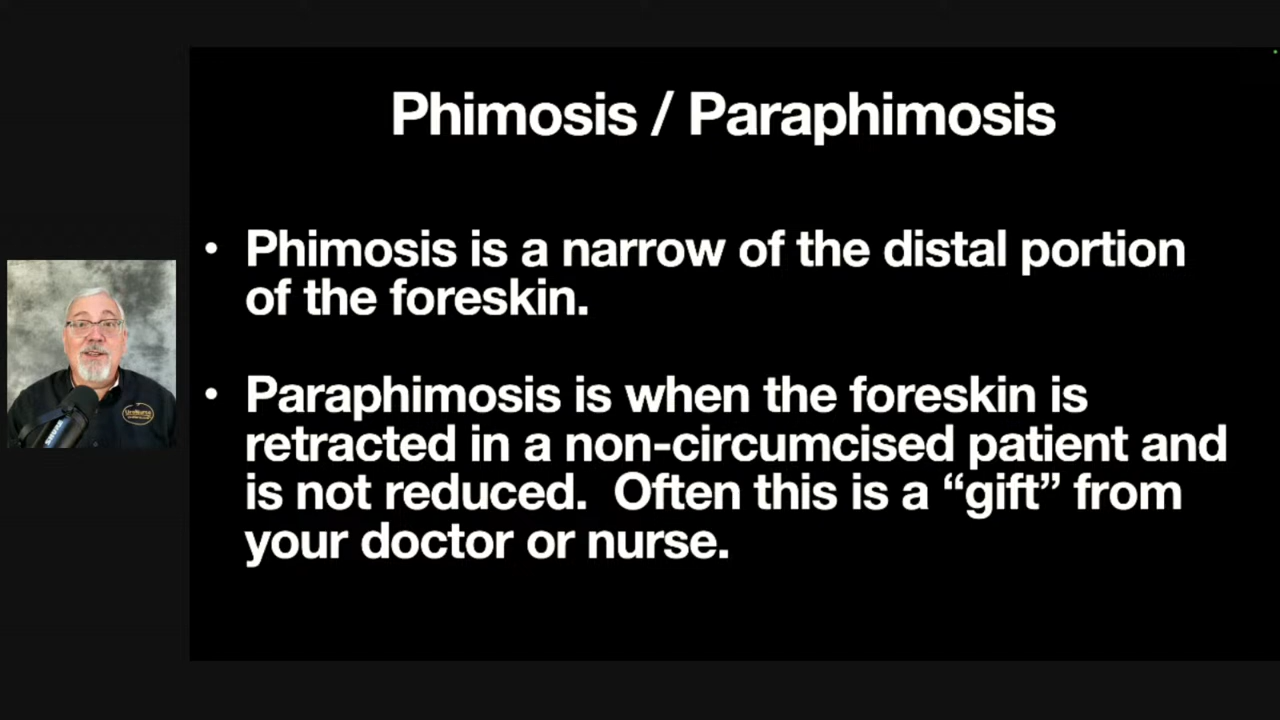 Phimosis / Paraphimosis
• Phimosis is a narrow of the distal portion
of the foreskin.
• Paraphimosis is when the foreskin is
retracted in a non-circumcised patient and
is not reduced.  Often this is a “gift” from
your doctor or nurse.